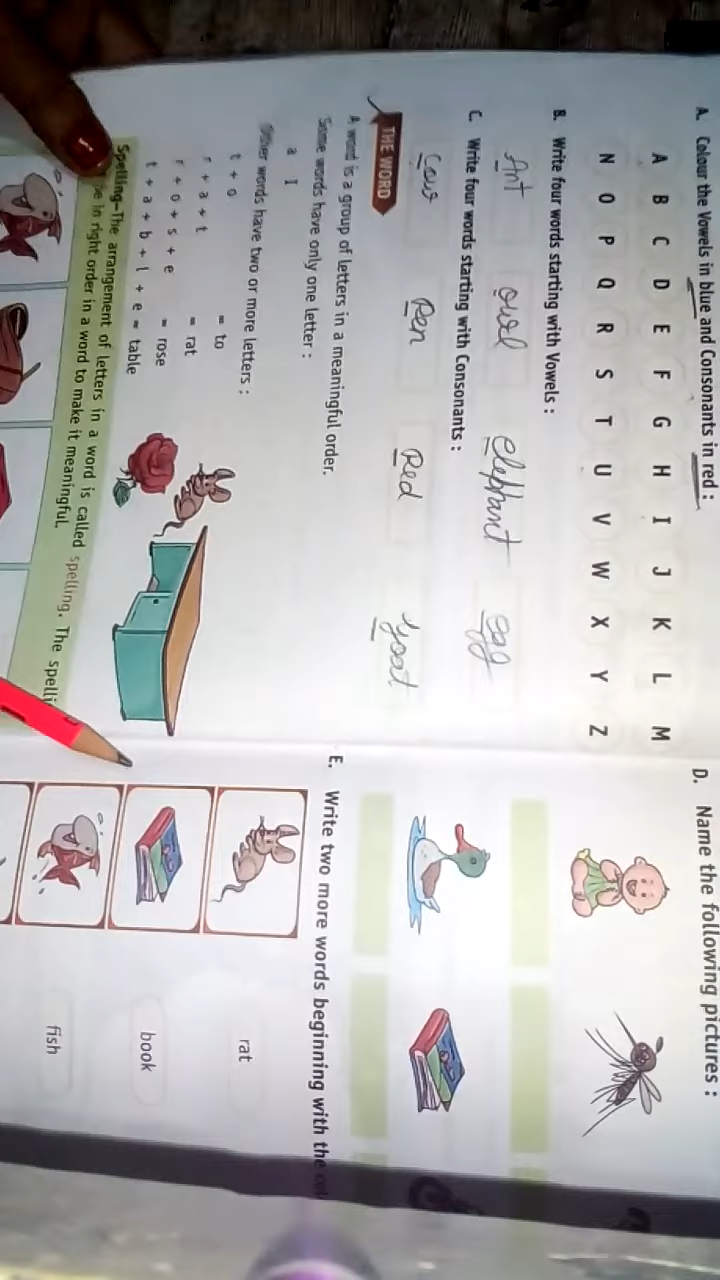 A. Colour the Vowels in blue and Consonants in red :
A B C D E F G H I J K L M
N O P Q R S T U V W X Y Z
B. Write four words starting with Vowels :
Ant owl elephant egg
C. Write four words starting with Consonants :
Cow Pen Red goat
THE WORD
A word is a group of letters in a meaningful order.
Some words have only one letter :
a I
Other words have two or more letters :
t + o = to
r + a + t = rat
r + o + s + e = rose
t + a + b + l + e = table
Spelling-The arrangement of letters in a word is called spelling. The spelli
be in right order in a word to make it meaningful.
D. Name the following pictures :
E. Write two more words beginning with the
rat
book
fish